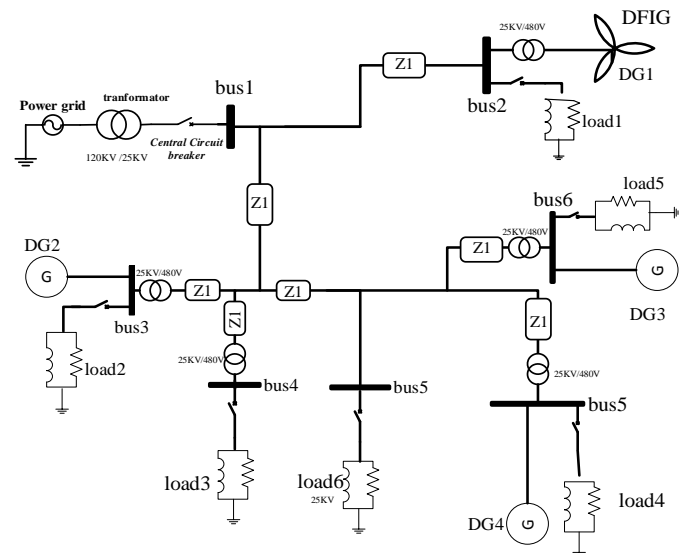 25KV/480V
DFIG
Z1
DG1
bus1
bus2
tranformator
Power grid
load1
Central Circuit
breaker
120KV /25KV
load5
bus6
Z1
25KV/480V
Z1
DG2
G
25KV/480V
G
Z1
Z1
DG3
bus3
Z1
Z1
load2
25KV/480V
25KV/480V
bus4
bus5
bus5
load3
load6
25KV
load4
DG4
G